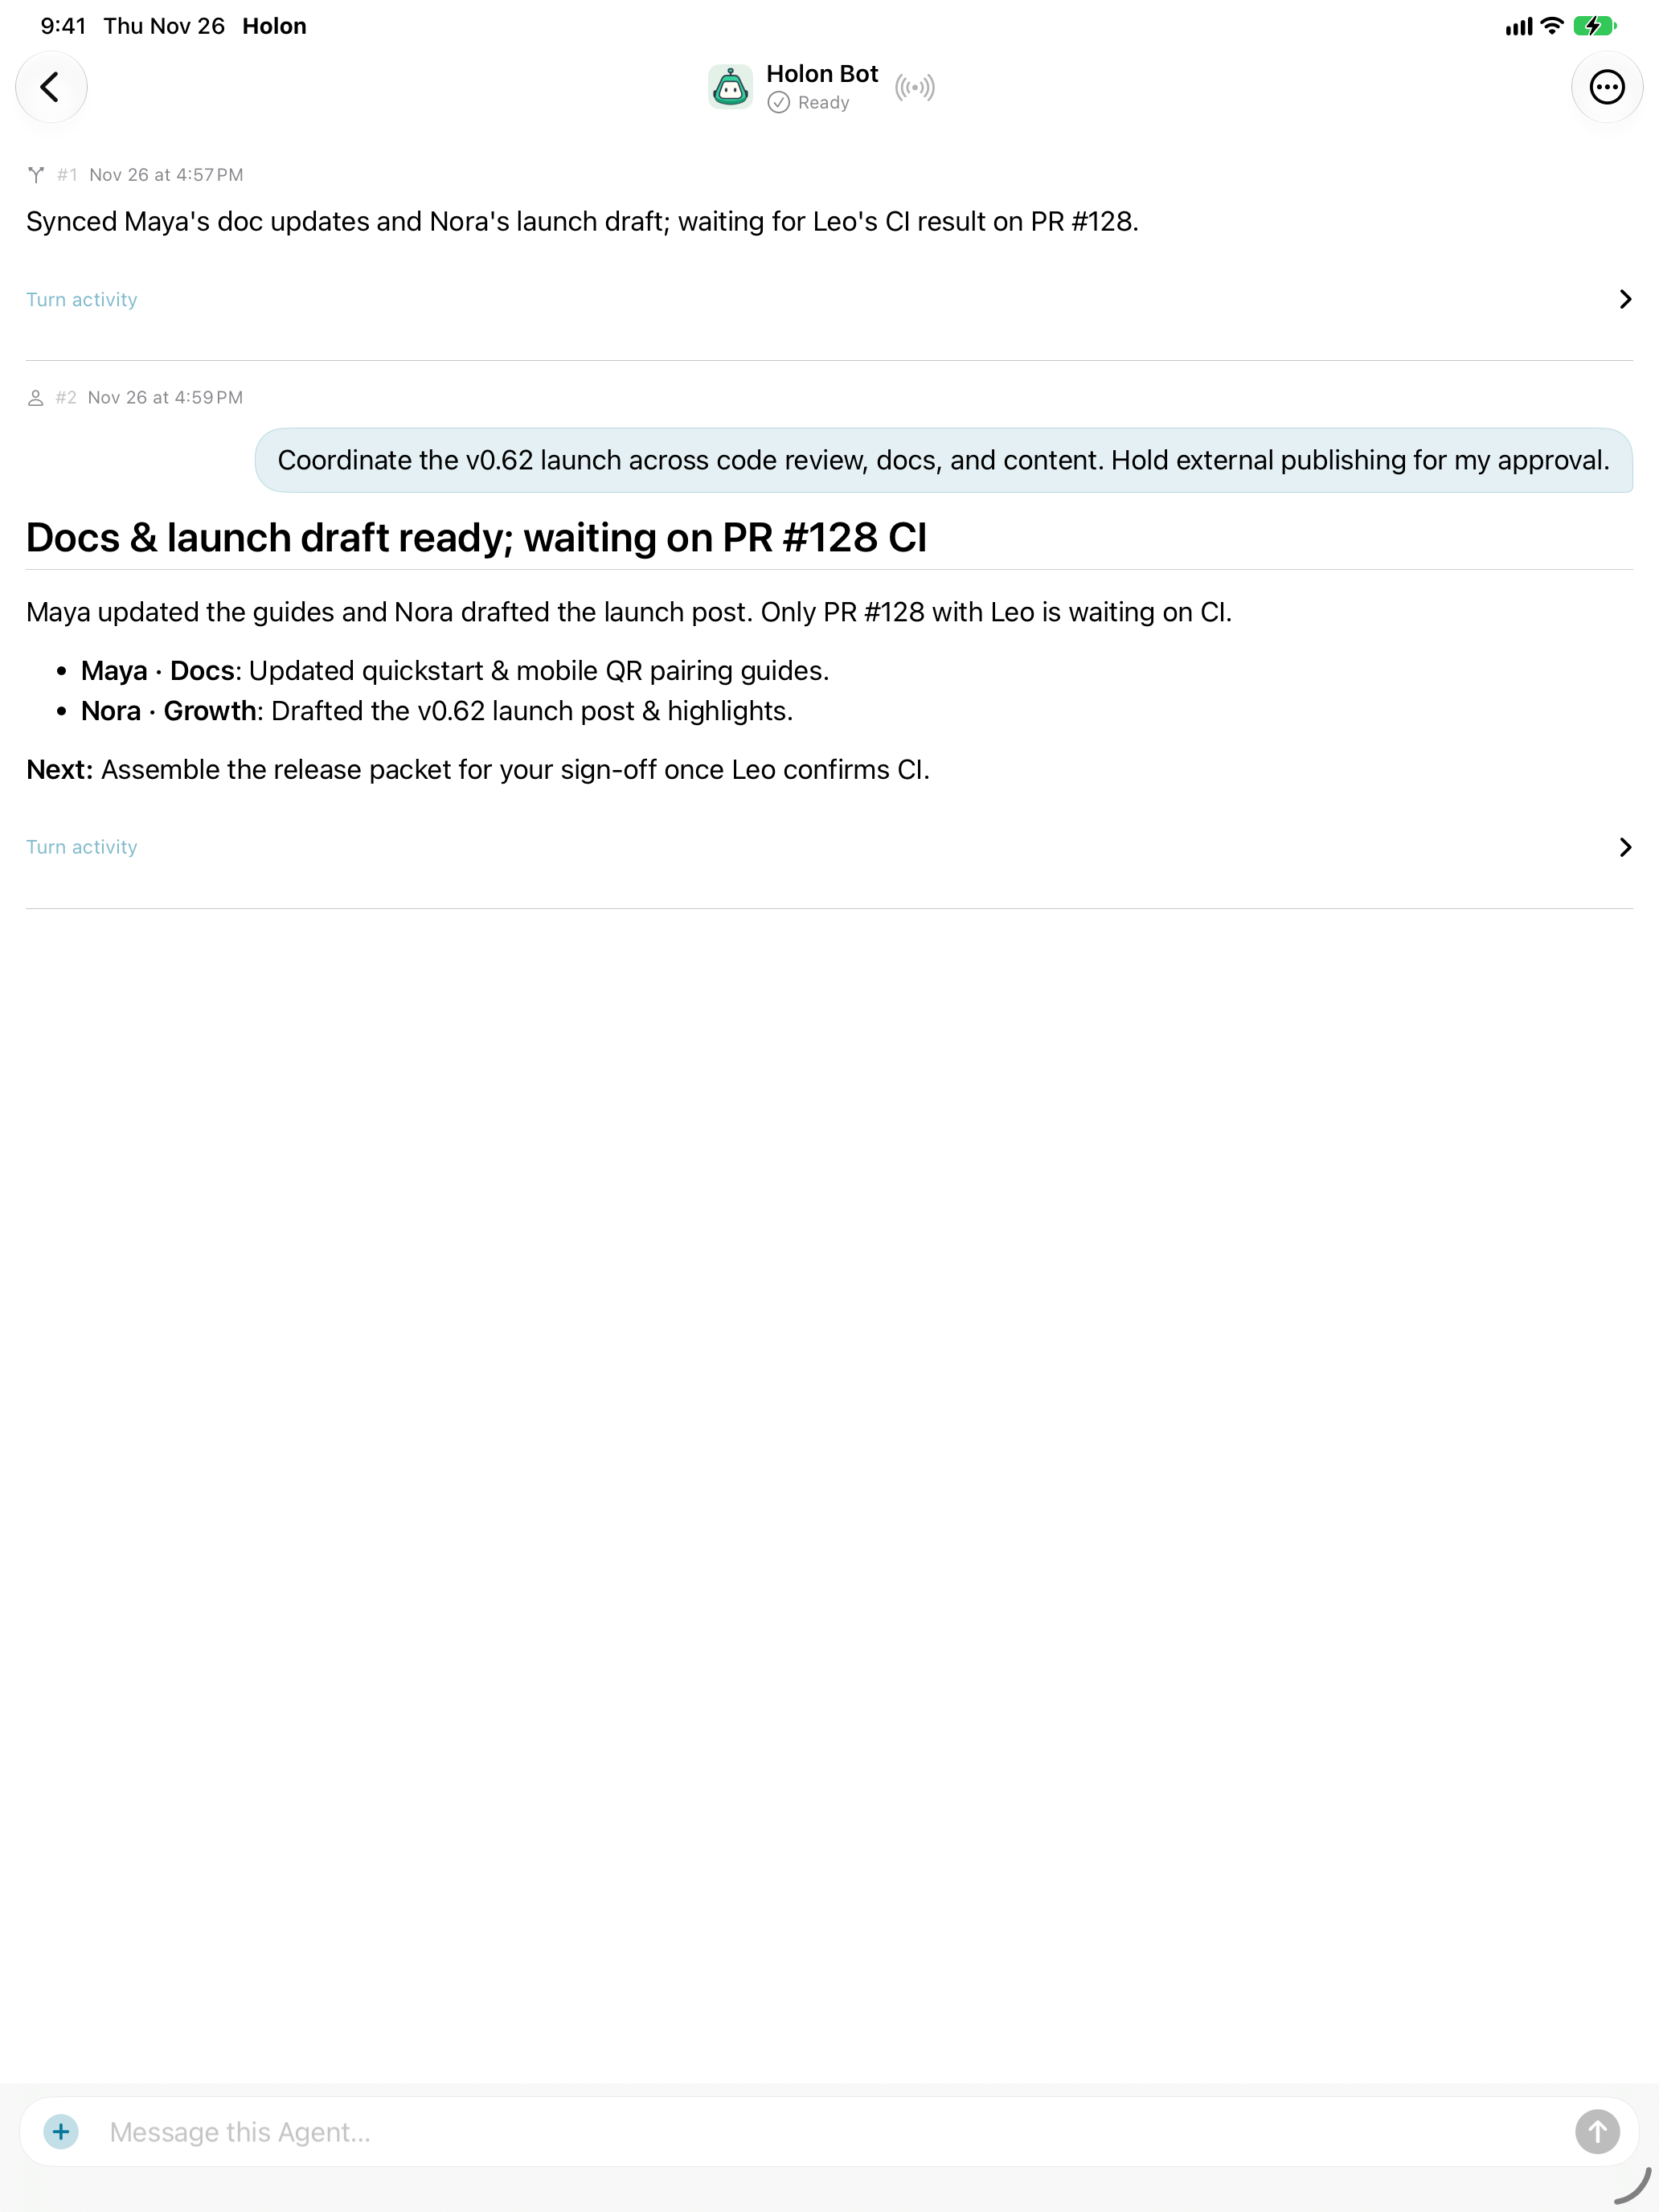 9:41 Thu Nov 26 Holon
Holon Bot
Ready
#1 Nov 26 at 4:57 PM
Synced Maya's doc updates and Nora's launch draft; waiting for Leo's CI result on PR #128.
Turn activity
#2 Nov 26 at 4:59 PM
Coordinate the v0.62 launch across code review, docs, and content. Hold external publishing for my approval.
Docs & launch draft ready; waiting on PR #128 CI
Maya updated the guides and Nora drafted the launch post. Only PR #128 with Leo is waiting on CI.
• Maya · Docs: Updated quickstart & mobile QR pairing guides.
• Nora · Growth: Drafted the v0.62 launch post & highlights.
Next: Assemble the release packet for your sign-off once Leo confirms CI.
Turn activity
Message this Agent...